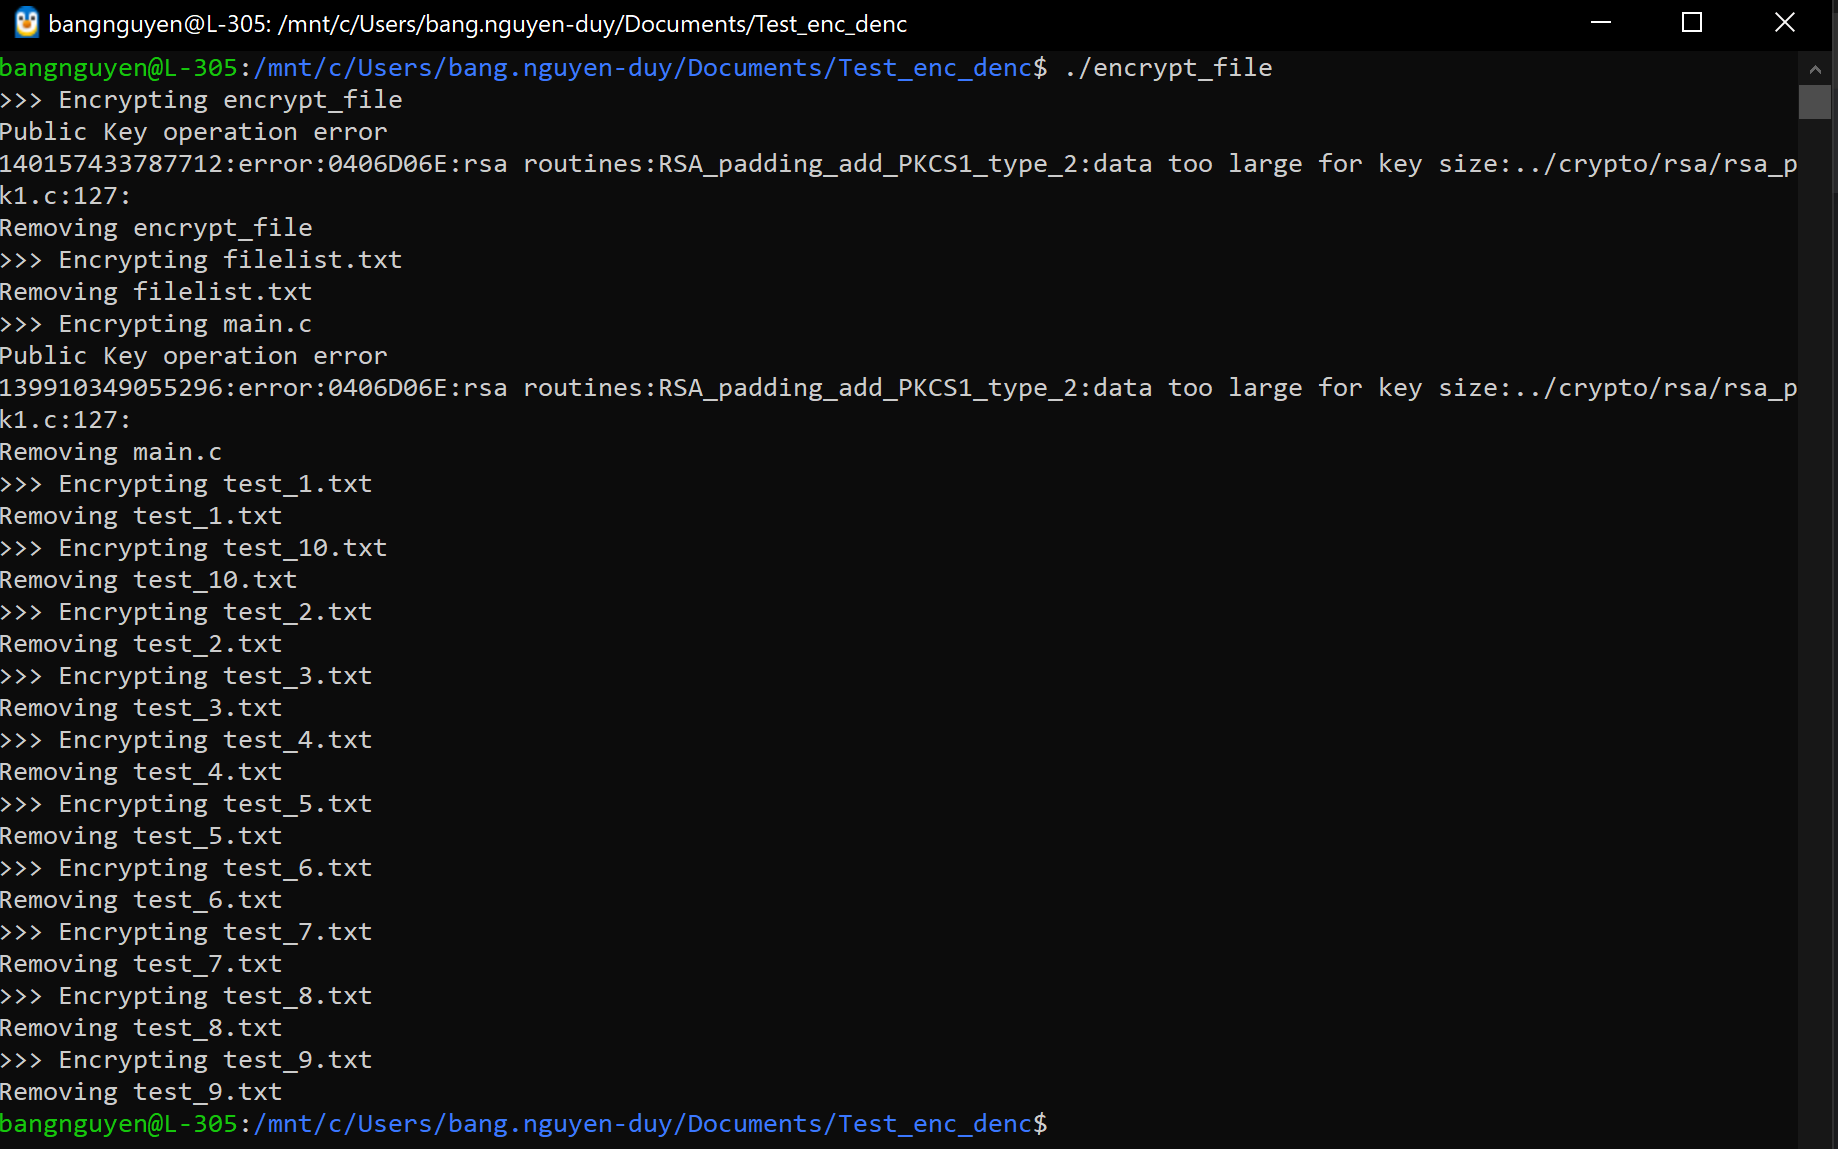 bangnguyen@L-305: /mnt/c/Users/bang.nguyen-duy/Documents/Test_enc_denc
bangnguyen@L-305:/mnt/c/Users/bang.nguyen-duy/Documents/Test_enc_denc$ ./encrypt_file
>>> Encrypting encrypt_file
Public Key operation error
140157433787712:error:0406D06E:rsa routines:RSA_padding_add_PKCS1_type_2:data too large for key size:../crypto/rsa/rsa_p
k1.c:127:
Removing encrypt_file
>>> Encrypting filelist.txt
Removing filelist.txt
>>> Encrypting main.c
Public Key operation error
139910349055296:error:0406D06E:rsa routines:RSA_padding_add_PKCS1_type_2:data too large for key size:../crypto/rsa/rsa_p
k1.c:127:
Removing main.c
>>> Encrypting test_1.txt
Removing test_1.txt
>>> Encrypting test_10.txt
Removing test_10.txt
>>> Encrypting test_2.txt
Removing test_2.txt
>>> Encrypting test_3.txt
Removing test_3.txt
>>> Encrypting test_4.txt
Removing test_4.txt
>>> Encrypting test_5.txt
Removing test_5.txt
>>> Encrypting test_6.txt
Removing test_6.txt
>>> Encrypting test_7.txt
Removing test_7.txt
>>> Encrypting test_8.txt
Removing test_8.txt
>>> Encrypting test_9.txt
Removing test_9.txt
bangnguyen@L-305:/mnt/c/Users/bang.nguyen-duy/Documents/Test_enc_denc$